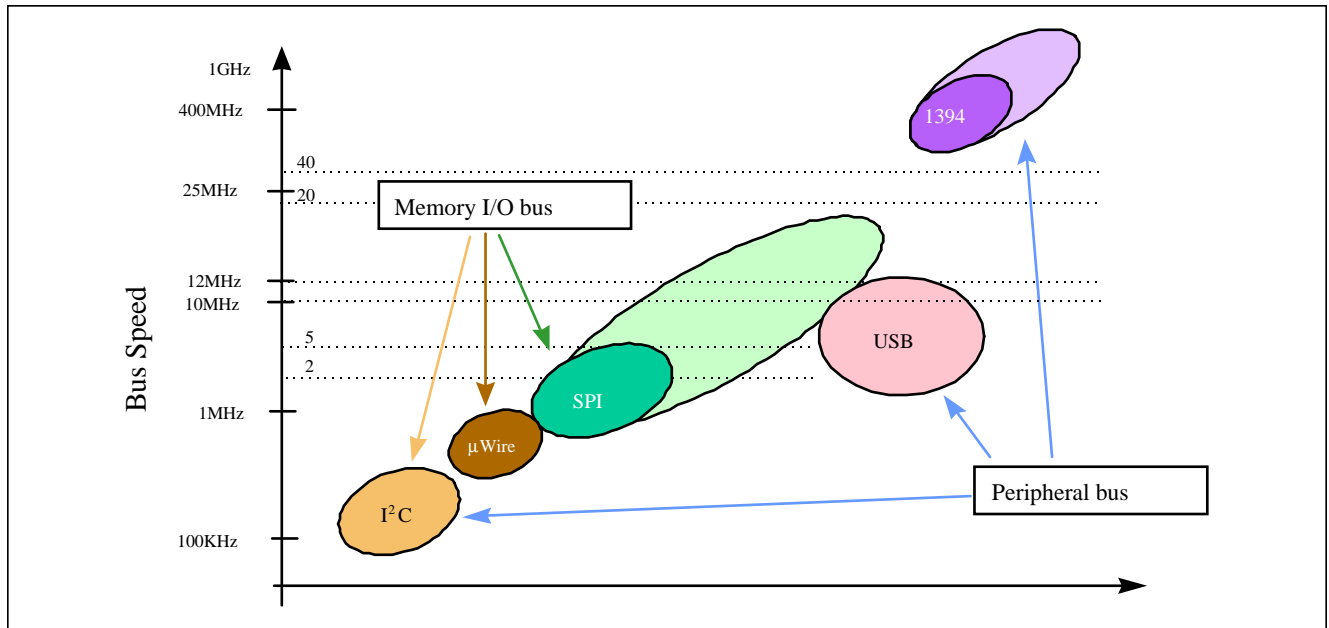 1GHz
400MHz
1394
40
25MHz
20
Memory I/O bus
12MHz
10MHz
Bus Speed
5
USB
2
SPI
1MHz
µWire
Peripheral bus
I²C
100KHz